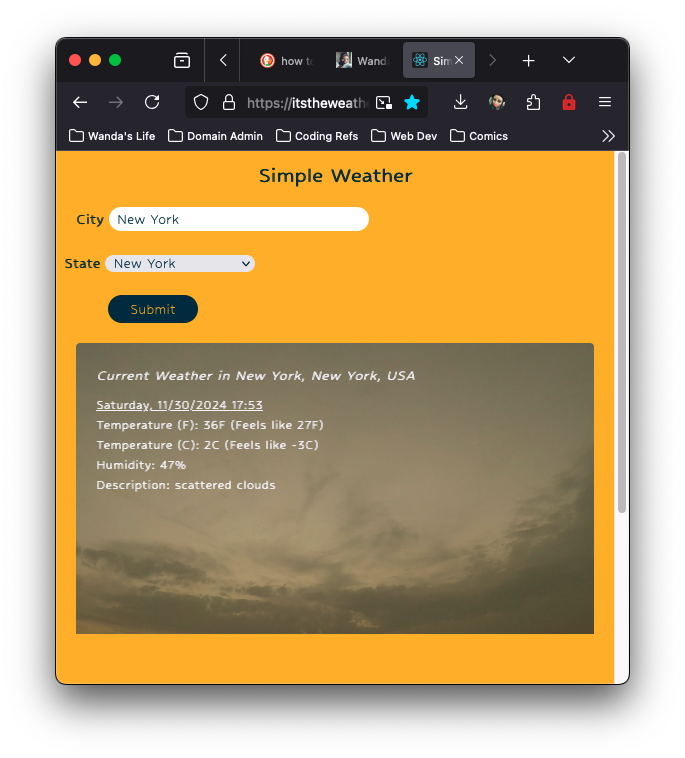 how t
Wand
Sim
https://itstheweathe
Wanda's Life Domain Admin Coding Refs Web Dev Comics
Simple Weather
City New York
State New York
Submit
Current Weather in New York, New York, USA
Saturday, 11/30/2024 17:53
Temperature (F): 36F (Feels like 27F)
Temperature (C): 2C (Feels like -3C)
Humidity: 47%
Description: scattered clouds